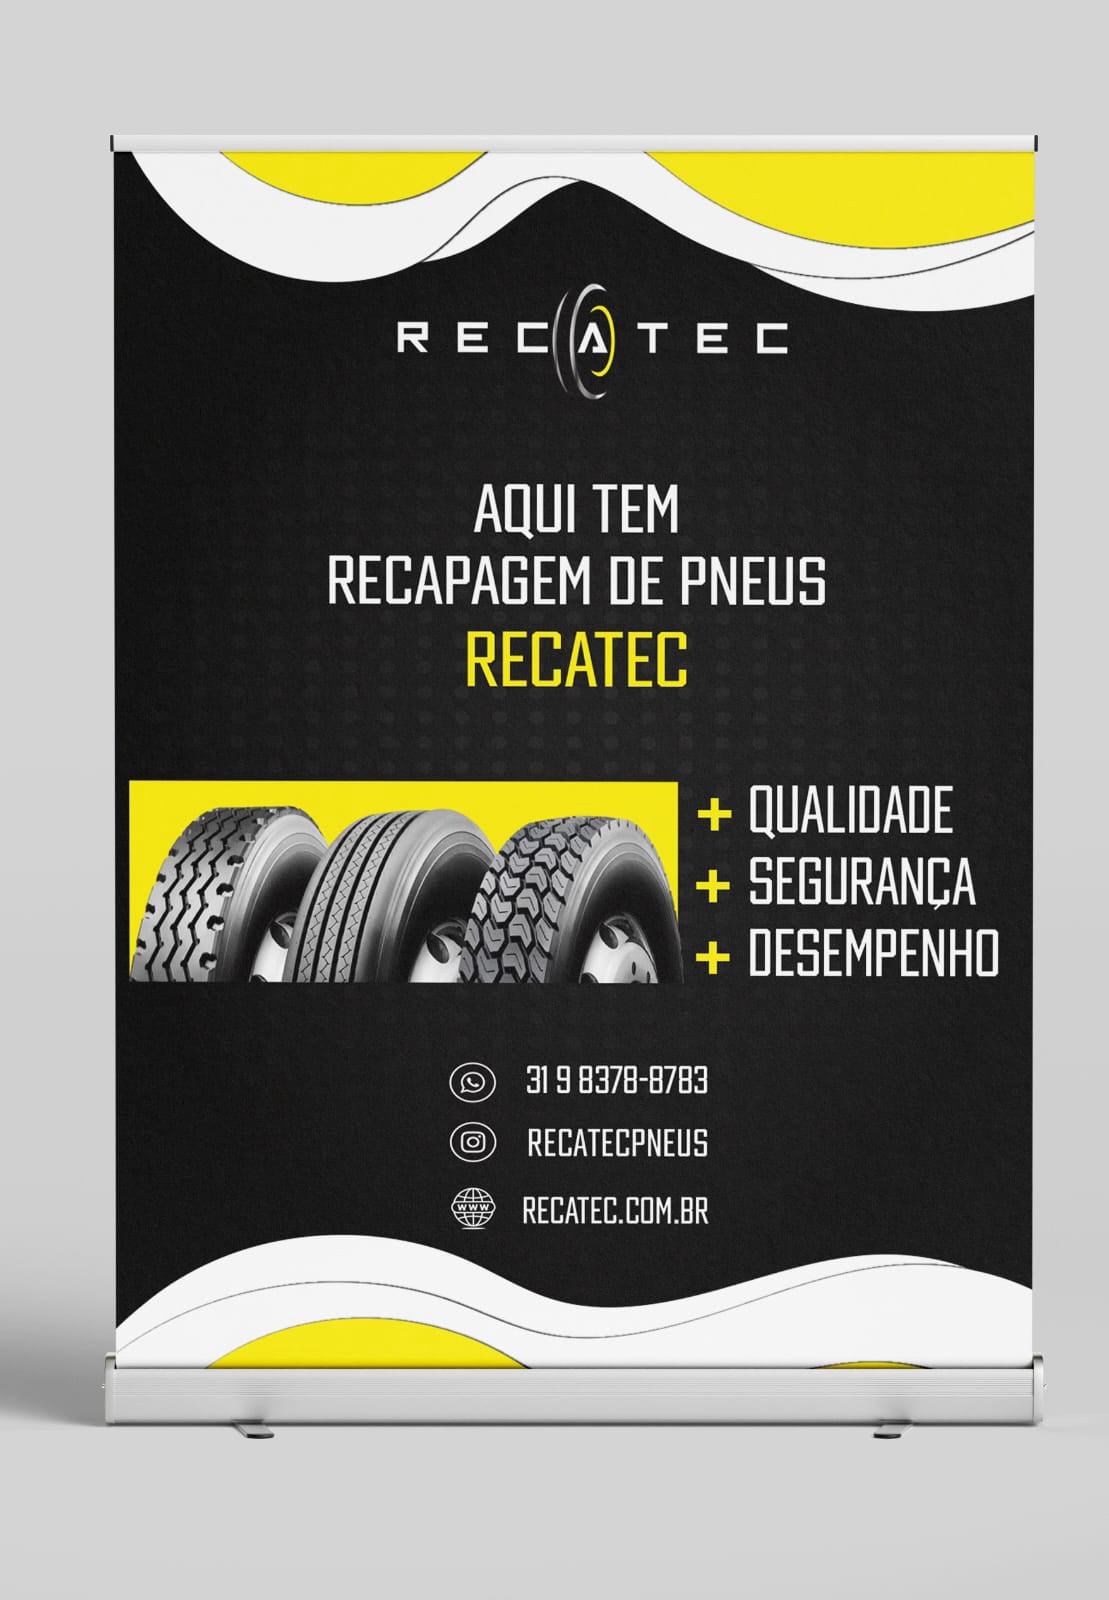 RECATEC
AQUI TEM
RECAPAGEM DE PNEUS
RECATEC
+ QUALIDADE
+ SEGURANÇA
+ DESEMPENHO
31 9 8378-8783
RECATECPNEUS
www RECATEC.COM.BR